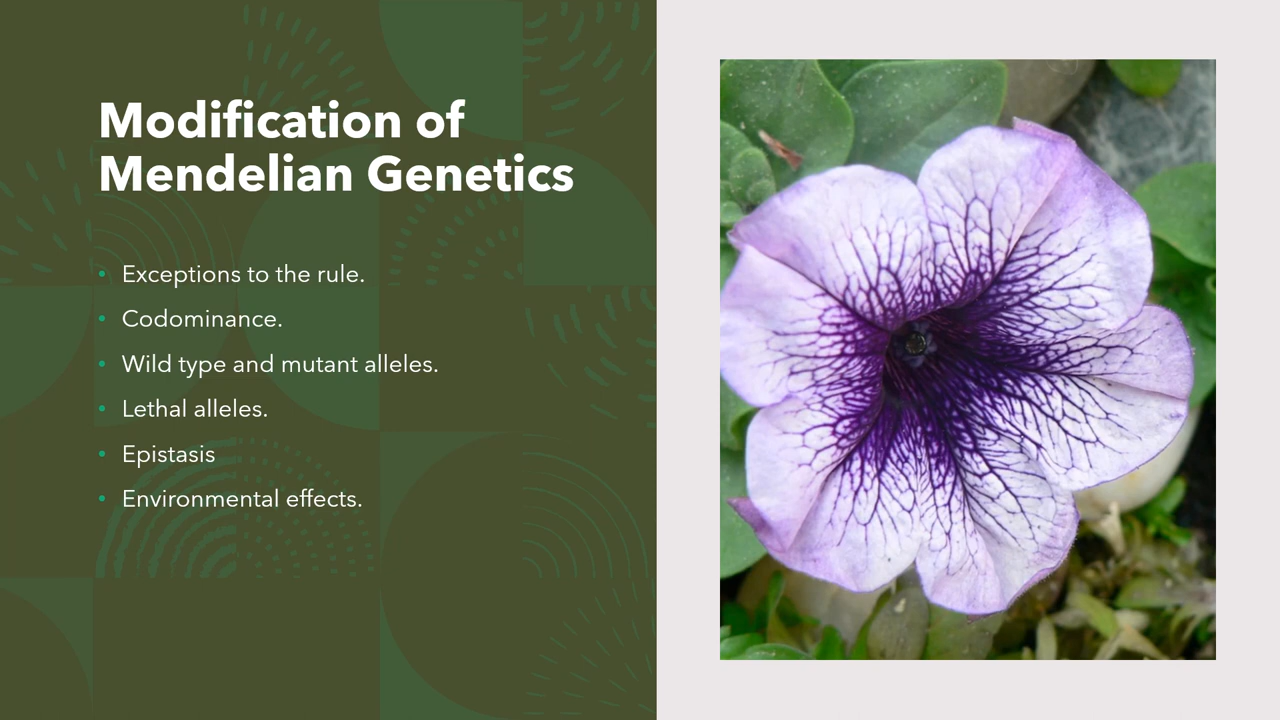 Modification of
Mendelian Genetics
• Exceptions to the rule.
• Codominance.
• Wild type and mutant alleles.
• Lethal alleles.
• Epistasis
• Environmental effects.